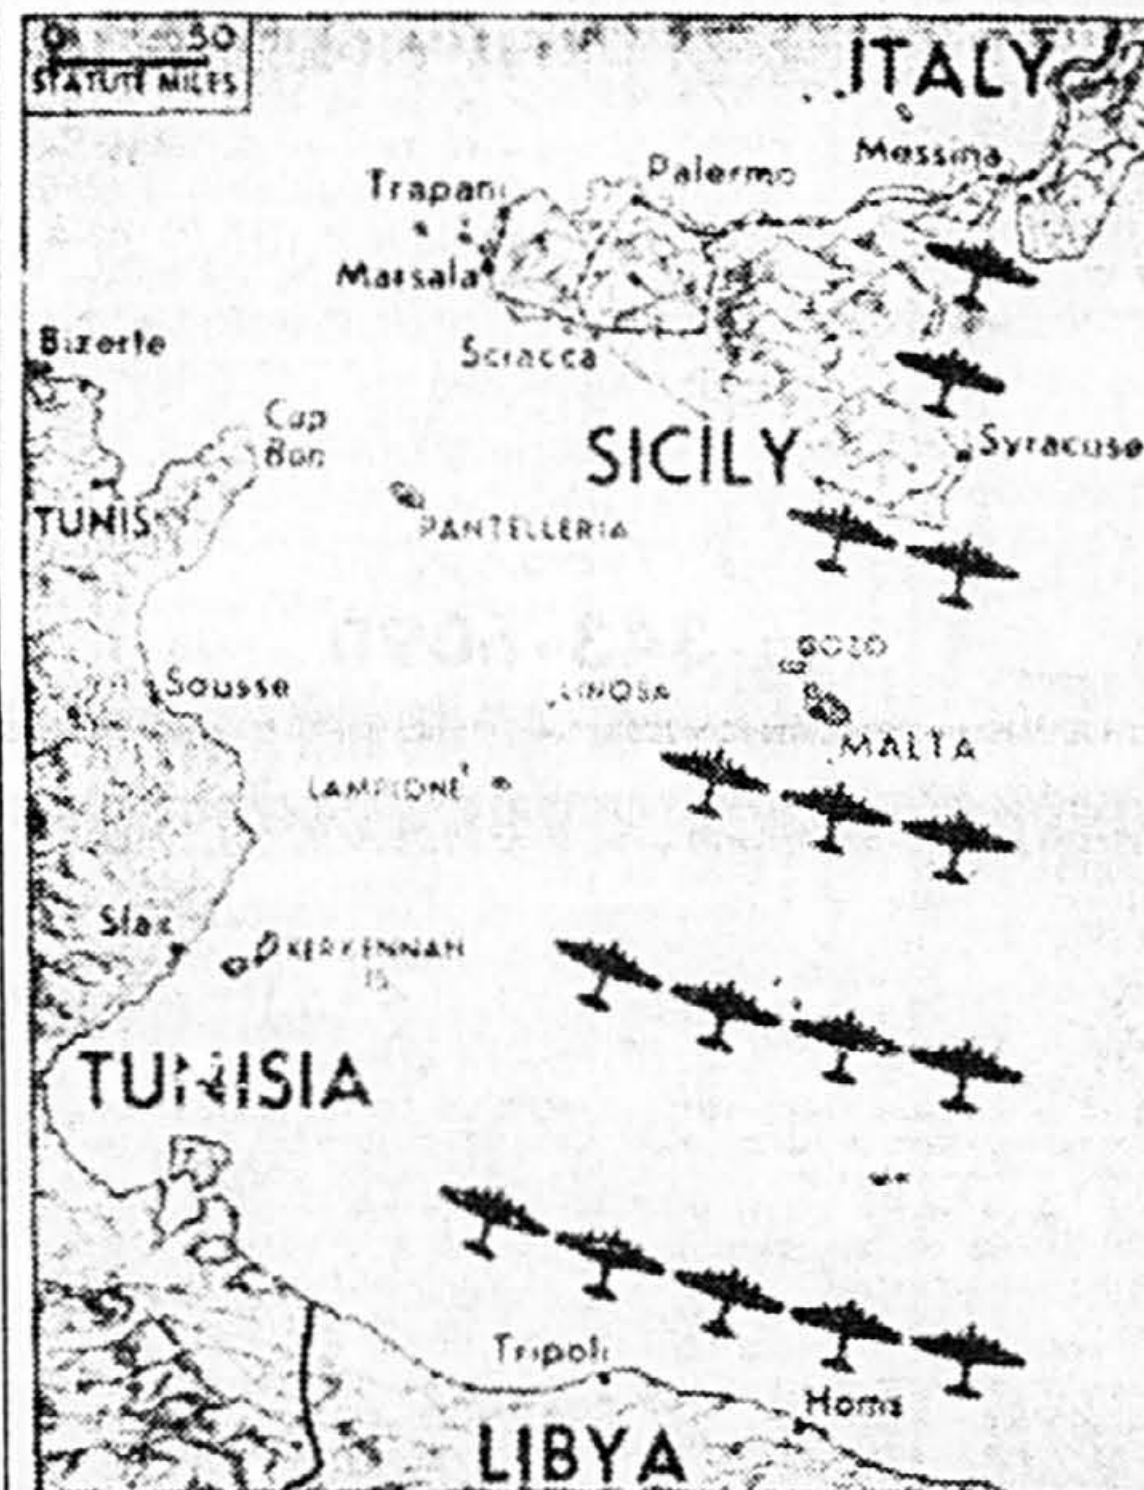 0 50
STATUTE MILES
ITALY
Messina
Palermo
Trapani
Marsala
Sciacca
Bizerte
Cap
Bon
SICILY
Syracuse
TUNIS
PANTELLERIA
GOZO
LINOSA
Sousse
MALTA
LAMPIONE
Sfax
KERKENNAH
IS
TUNISIA
Tripoli
Homs
LIBYA